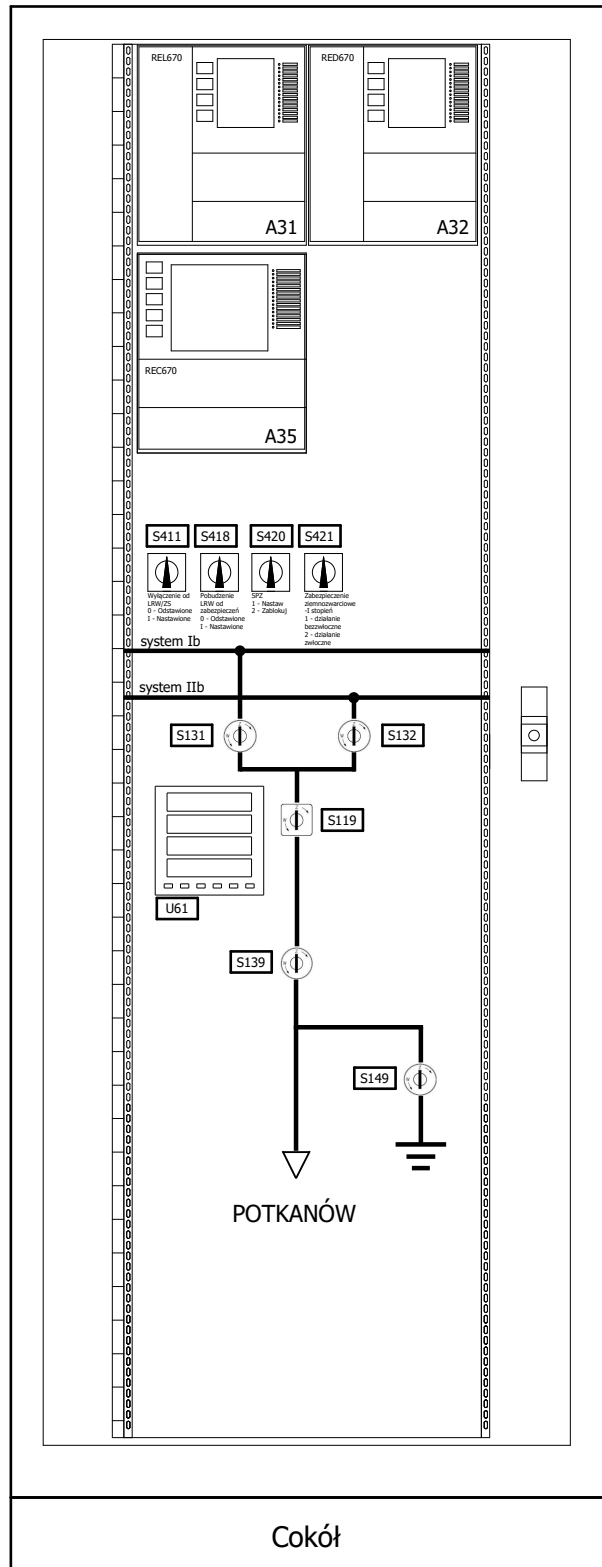 REL670
RED670
A31
A32
REC670
A35
S411
S418
S420
S421
Wyłączenie od
LRW/ZS
0 - Odstawione
I - Nastawione
Pobudzenie
LRW od
zabezpieczeń
0 - Odstawione
I - Nastawione
SPZ
1 - Nastaw
2 - Zablokuj
Zabezpieczenie
ziemnozwarciowe
-I stopień
1 - działanie
bezzwłoczne
2 - działanie
zwłoczne
system Ib
system IIb
S131
S132
S119
U61
S139
S149
POTKANÓW
Cokół